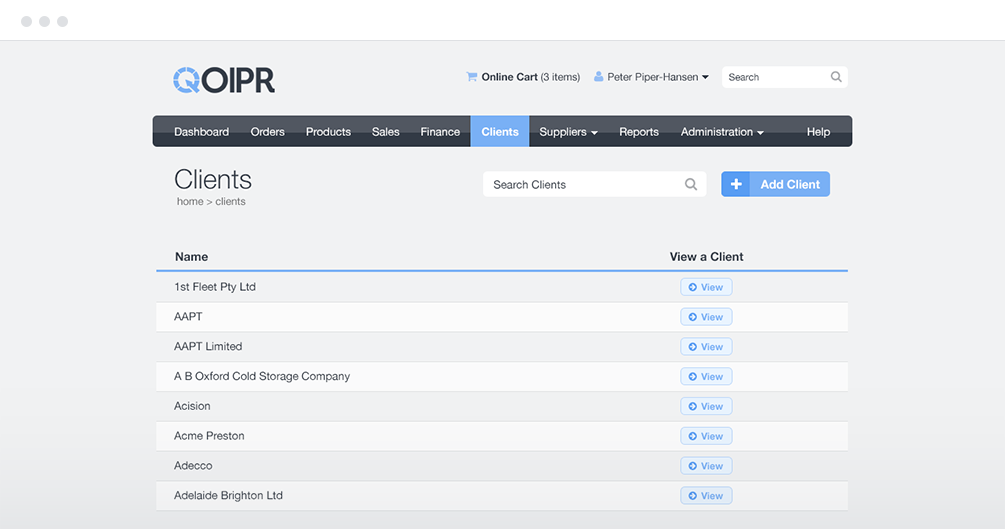 QOIPR
Online Cart (3 items) Peter Piper-Hansen Search
Dashboard Orders Products Sales Finance Clients Suppliers Reports Administration Help
Clients
Search Clients
Add Client
home > clients
Name View a Client
1st Fleet Pty Ltd View
AAPT View
AAPT Limited View
A B Oxford Cold Storage Company View
Acision View
Acme Preston View
Adecco View
Adelaide Brighton Ltd View